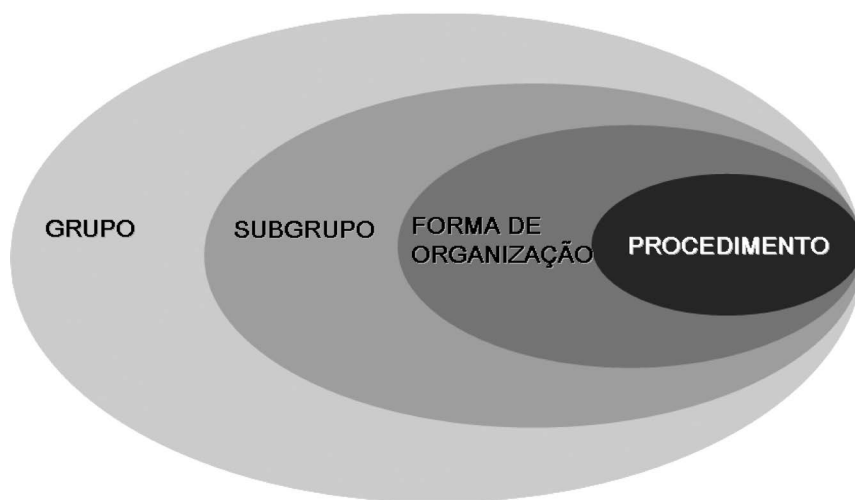 GRUPO
SUBGRUPO
FORMA DE
ORGANIZAÇÃO
PROCEDIMENTO